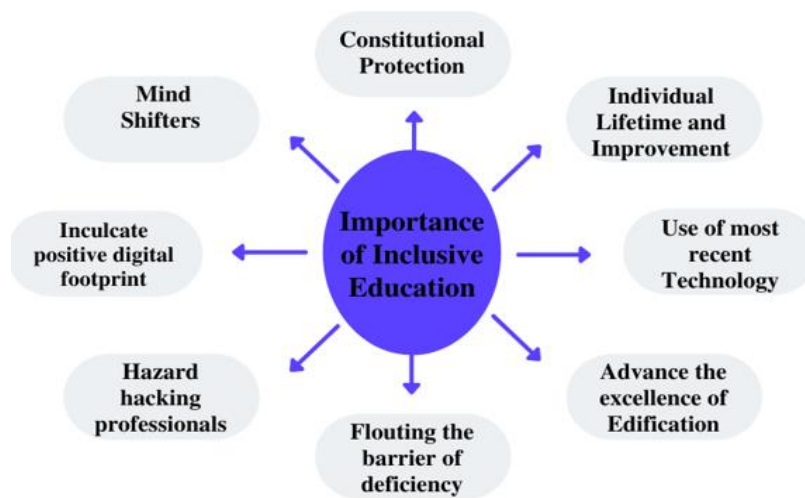 Constitutional
Protection
Mind
Shifters
Individual
Lifetime and
Improvement
Importance
of Inclusive
Education
Inculcate
positive digital
footprint
Use of most
recent
Technology
Hazard
hacking
professionals
Advance the
excellence of
Edification
Flouting the
barrier of
deficiency